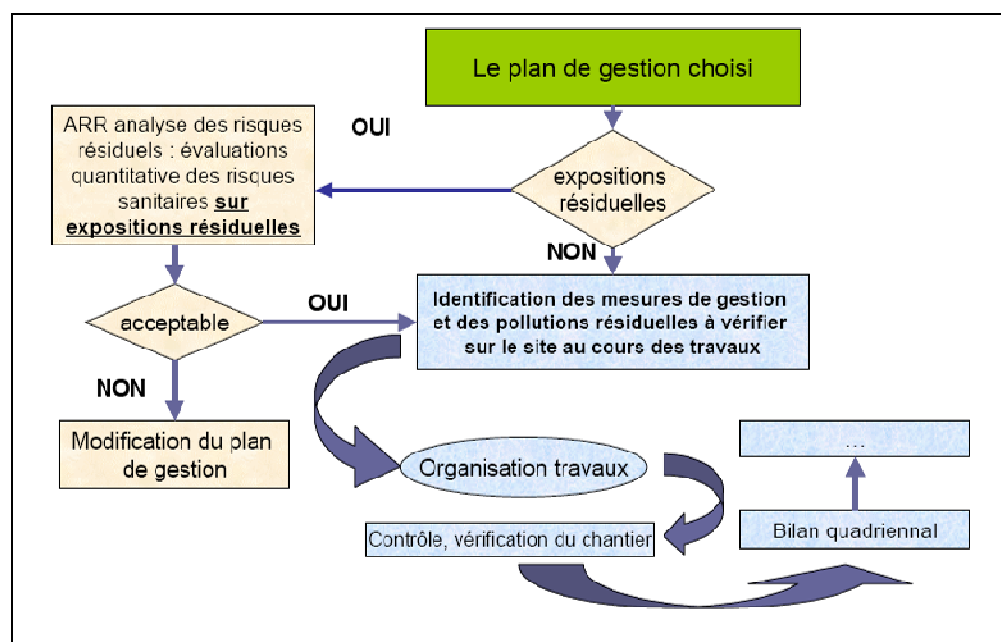 Le plan de gestion choisi
OUI
ARR analyse des risques
résiduels : évaluations
quantitative des risques
sanitaires sur
expositions résiduelles
expositions
résiduelles
NON
Identification des mesures de gestion
et des pollutions résiduelles à vérifier
sur le site au cours des travaux
OUI
acceptable
NON
Modification du plan
de gestion
Organisation travaux
...
Contrôle, vérification du chantier
Bilan quadriennal